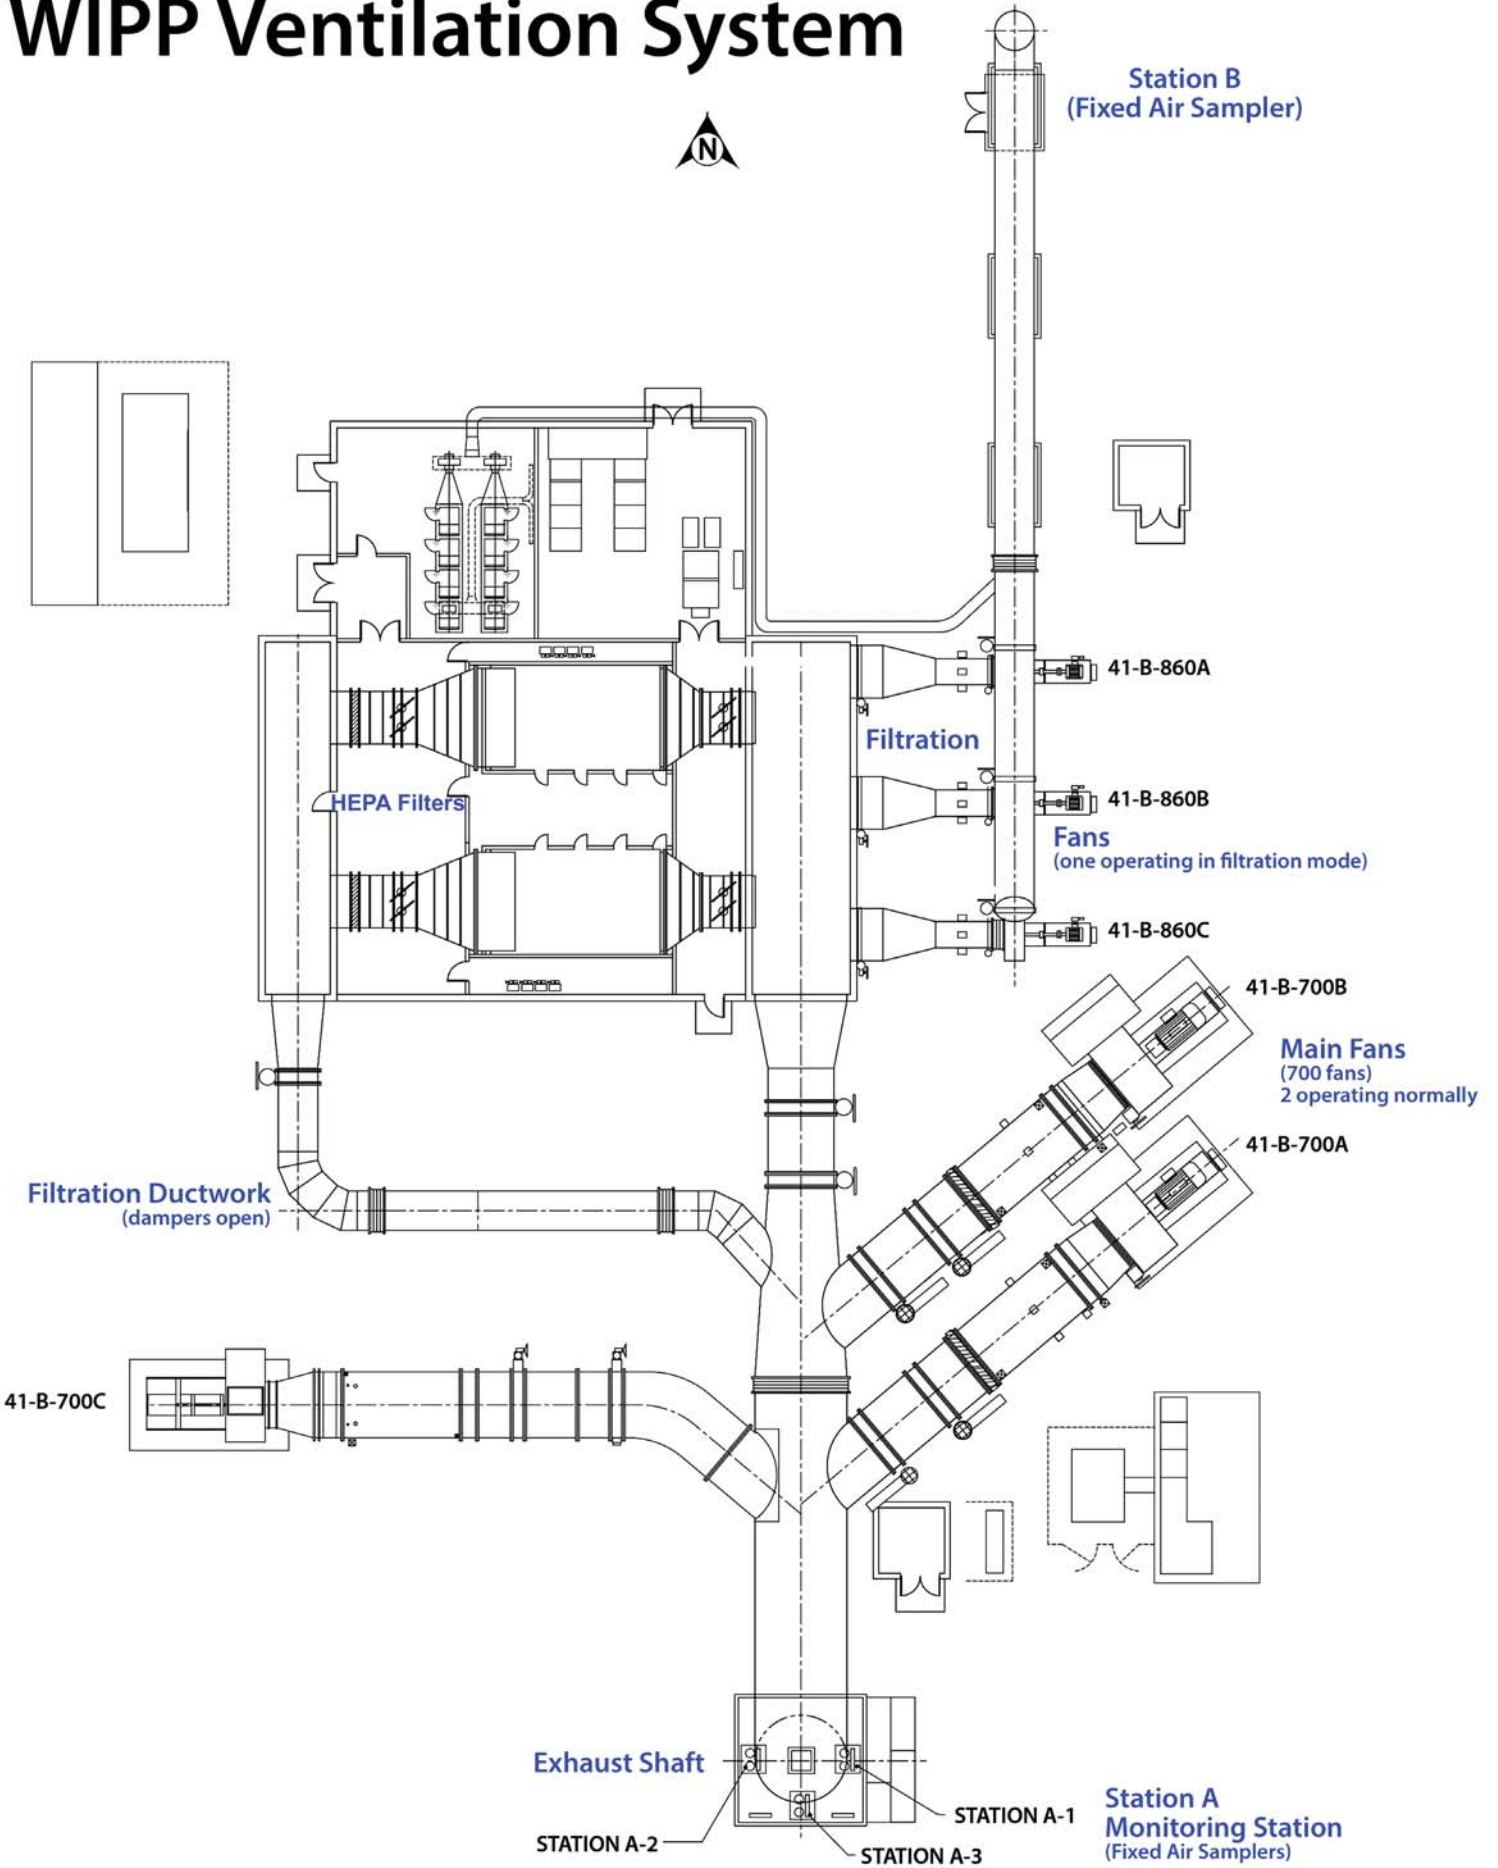 WIPP Ventilation System
Station B
(Fixed Air Sampler)
N
41-B-860A
Filtration
HEPA Filters
41-B-860B
Fans
(one operating in filtration mode)
41-B-860C
41-B-700B
Main Fans
(700 fans)
2 operating normally
41-B-700A
Filtration Ductwork
(dampers open)
41-B-700C
Exhaust Shaft
STATION A-1
STATION A-2
STATION A-3
Station A
Monitoring Station
(Fixed Air Samplers)